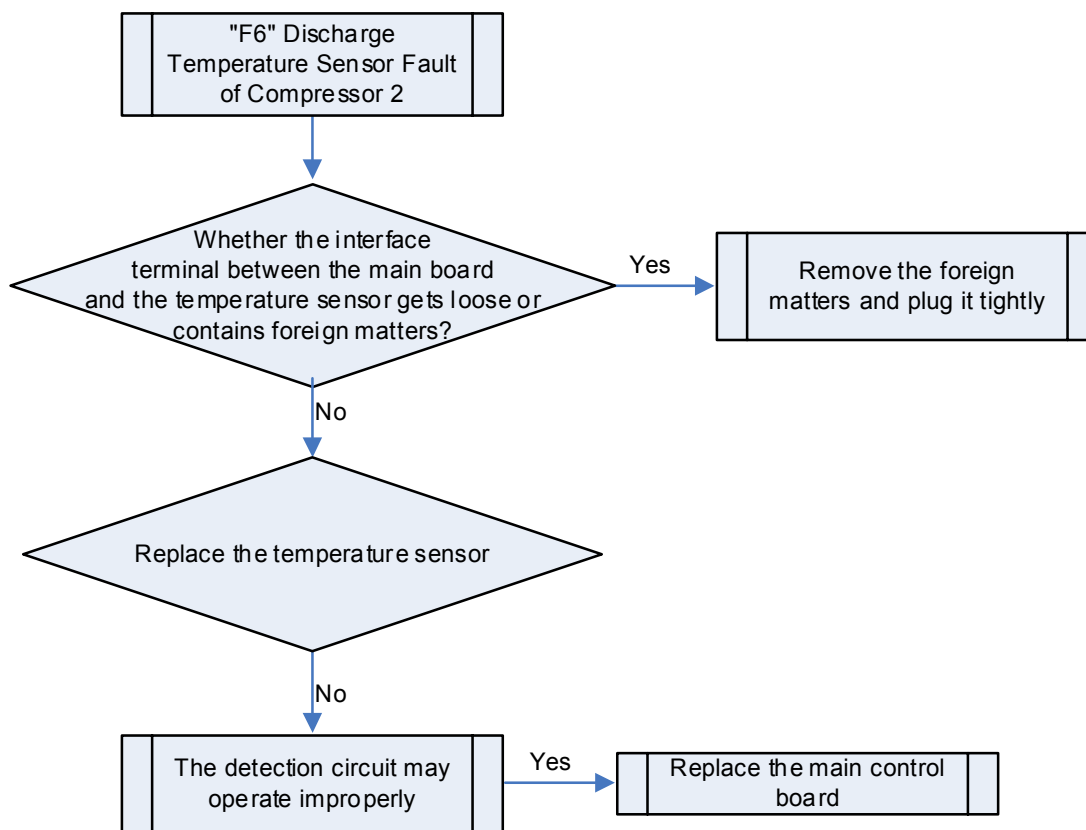 "F6" Discharge
Temperature Sensor Fault
of Compressor 2
Whether the interface
terminal between the main board
and the temperature sensor gets loose or
contains foreign matters?
Yes
Remove the foreign
matters and plug it tightly
No
Replace the temperature sensor
No
The detection circuit may
operate improperly
Yes
Replace the main control
board